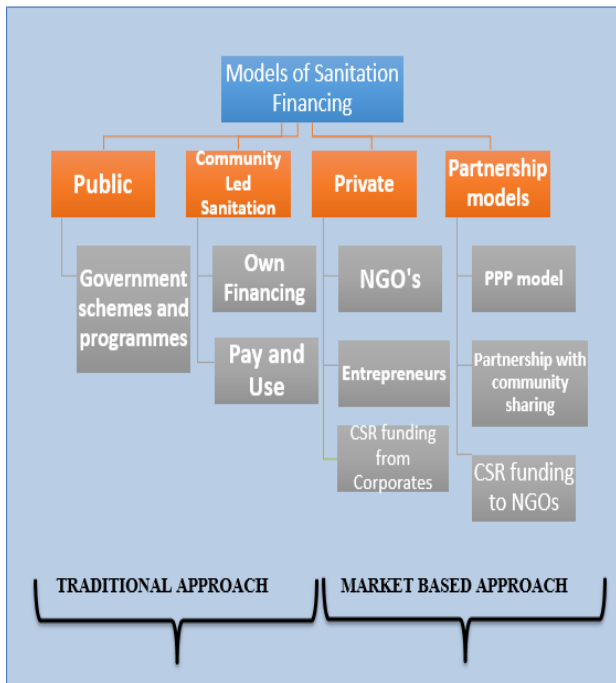 Models of Sanitation
Financing
Public
Community
Led
Sanitation
Private
Partnership
models
Government
schemes and
programmes
Own
Financing
Pay and
Use
NGO's
Entrepreneurs
CSR funding
from
Corporates
PPP model
Partnership with
community
sharing
CSR funding
to NGOs
TRADITIONAL APPROACH
MARKET BASED APPROACH